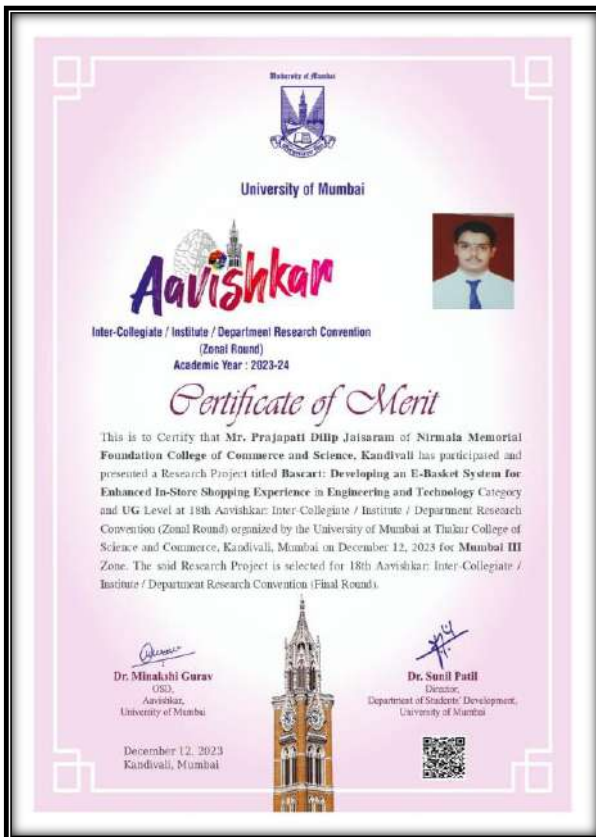 University of Mumbai
University of Mumbai
Aavishkar
Inter-Collegiate / Institute / Department Research Convention
(Zonal Round)
Academic Year : 2023-24
Certificate of Merit
This is to Certify that Mr. Prajapati Dilip Jaisaram of Nirmala Memorial
Foundation College of Commerce and Science, Kandivali has participated and
presented a Research Project titled Bascart: Developing an E-Basket System for
Enhanced In-Store Shopping Experience in Engineering and Technology Category
and UG Level at 18th Aavishkar: Inter-Collegiate / Institute / Department Research
Convention (Zonal Round) organized by the University of Mumbai at Thakur College of
Science and Commerce, Kandivali, Mumbai on December 12, 2023 for Mumbai III
Zone. The said Research Project is selected for 18th Aavishkar: Inter-Collegiate /
Institute / Department Research Convention (Final Round).
Dr. Minakshi Gurav
OSD,
Aavishkar,
University of Mumbai
Dr. Sunil Patil
Director,
Department of Students' Development,
University of Mumbai
December 12, 2023
Kandivali, Mumbai